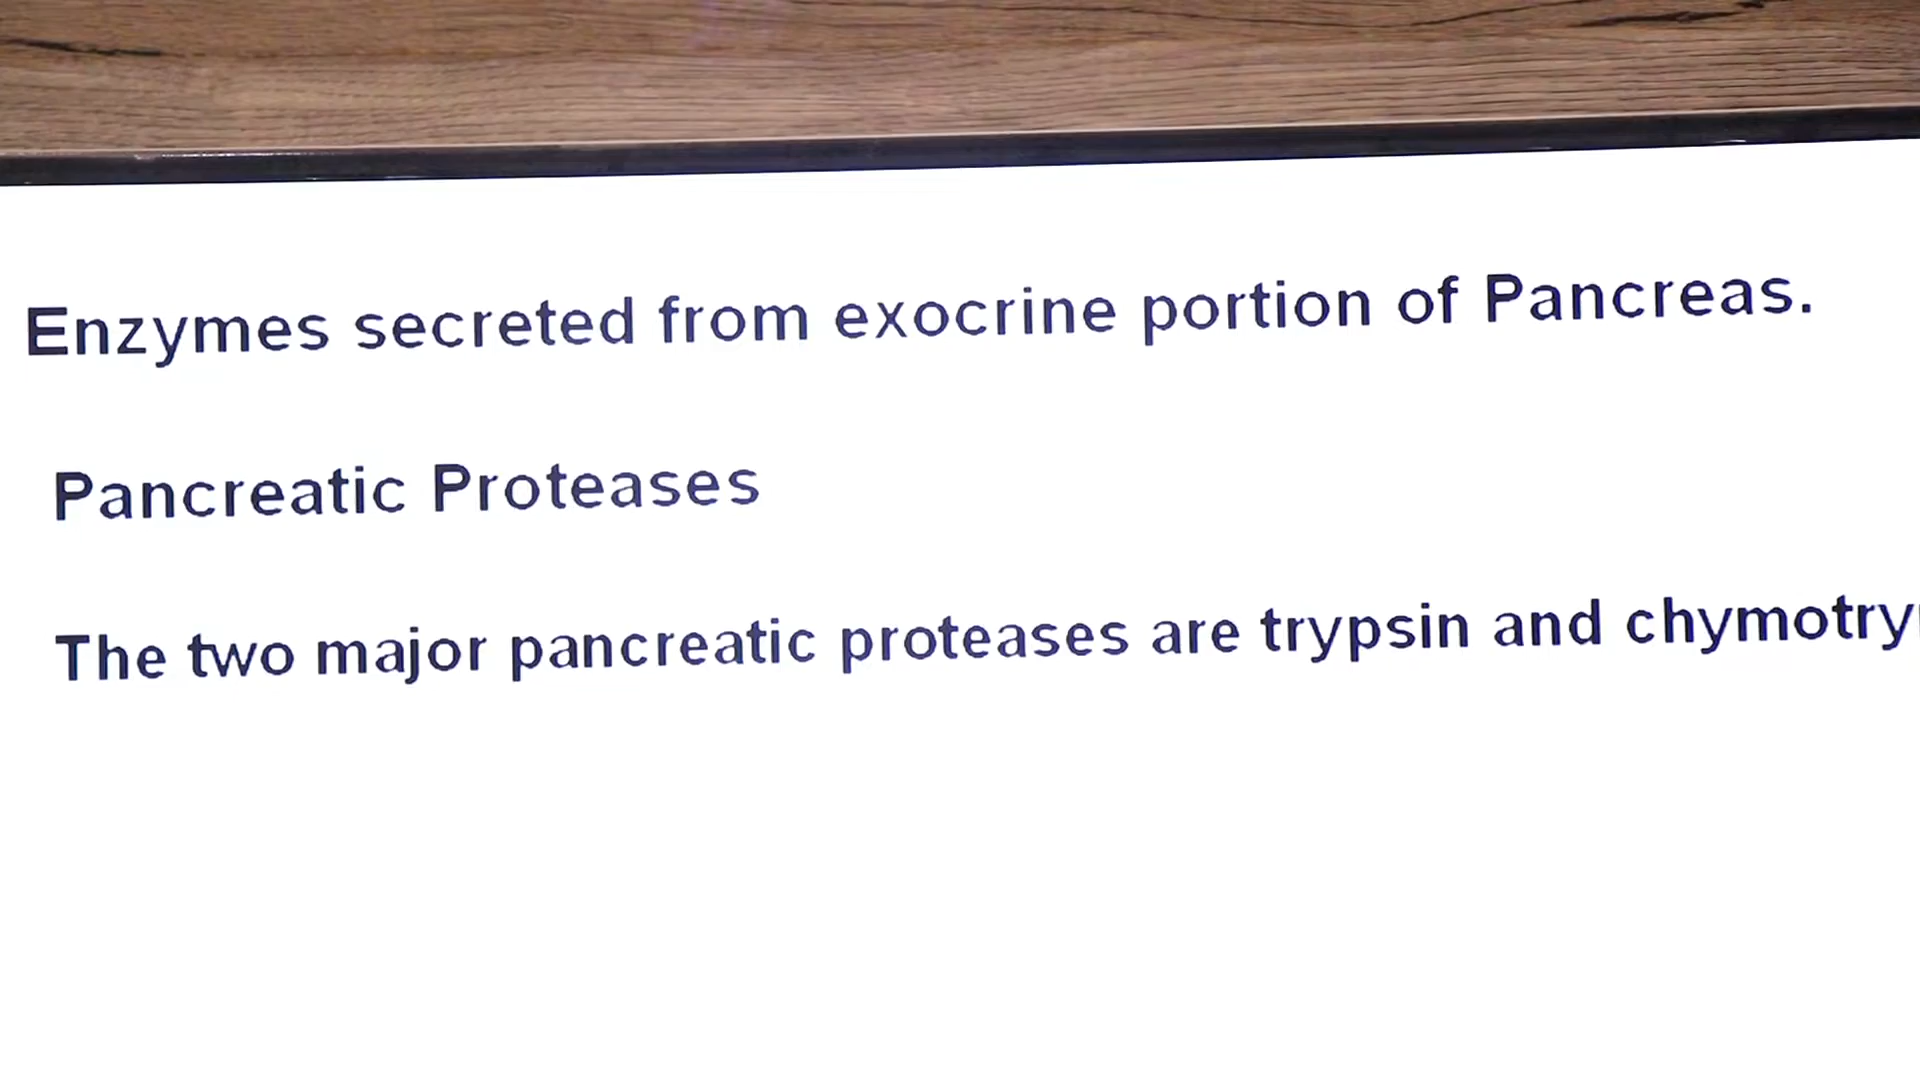 Enzymes secreted from exocrine portion of Pancreas.
Pancreatic Proteases
The two major pancreatic proteases are trypsin and